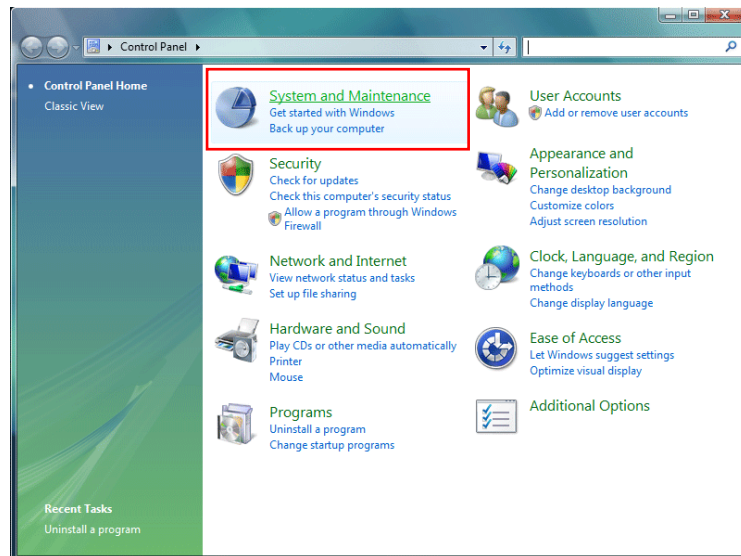 Control Panel
Control Panel Home
Classic View
System and Maintenance
Get started with Windows
Back up your computer
Security
Check for updates
Check this computer's security status
Allow a program through Windows
Firewall
Network and Internet
View network status and tasks
Set up file sharing
Hardware and Sound
Play CDs or other media automatically
Printer
Mouse
Programs
Uninstall a program
Change startup programs
User Accounts
Add or remove user accounts
Appearance and
Personalization
Change desktop background
Customize colors
Adjust screen resolution
Clock, Language, and Region
Change keyboards or other input
methods
Change display language
Ease of Access
Let Windows suggest settings
Optimize visual display
Additional Options
Recent Tasks
Uninstall a program